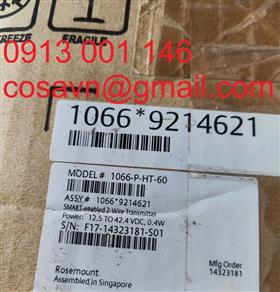 FREEZE
FRAGILE
0913 001 146
cosavn@gmail.com
1066*9214621
MODEL# 1066-P-HT-60
ASSY# 1066*9214621
SMART-enabled 2-Wire Transmitter
Power: 12.5 TO 42.4 VDC, 0.4W
S/N: F17-14323181-S01
Mfg Order
14323181
Rosemount
Assembled in Singapore